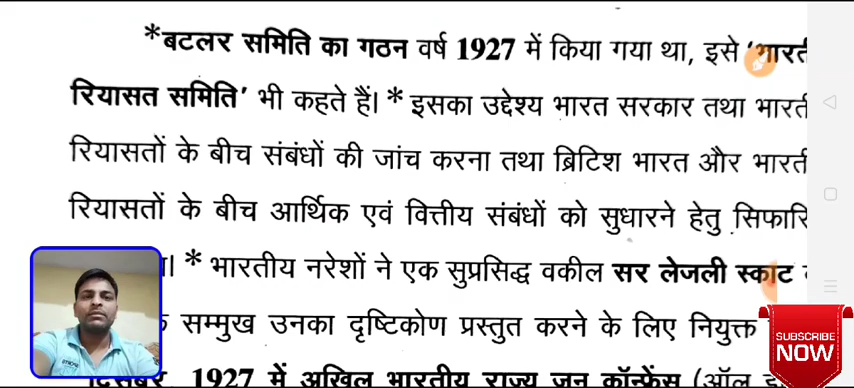 *बटलर समिति का गठन वर्ष 1927 में किया गया था, इसे
रियासत समिति' भी कहते हैं। * इसका उद्देश्य भारत सरकार तथा
रियासतों के बीच संबंधों की जांच करना तथा ब्रिटिश भारत और
रियासतों के बीच आर्थिक एवं वित्तीय संबंधों को सुधारने हेतु
* भारतीय नरेशों ने एक सुप्रसिद्ध वकील सर लेजली स्काट
सम्मुख उनका दृष्टिकोण प्रस्तुत करने के लिए नियुक्त
दिसंबर, 1927 में अखिल भारतीय राज्य जन कॉन्फ्रेंस (ऑल
SUBSCRIBE
NOW